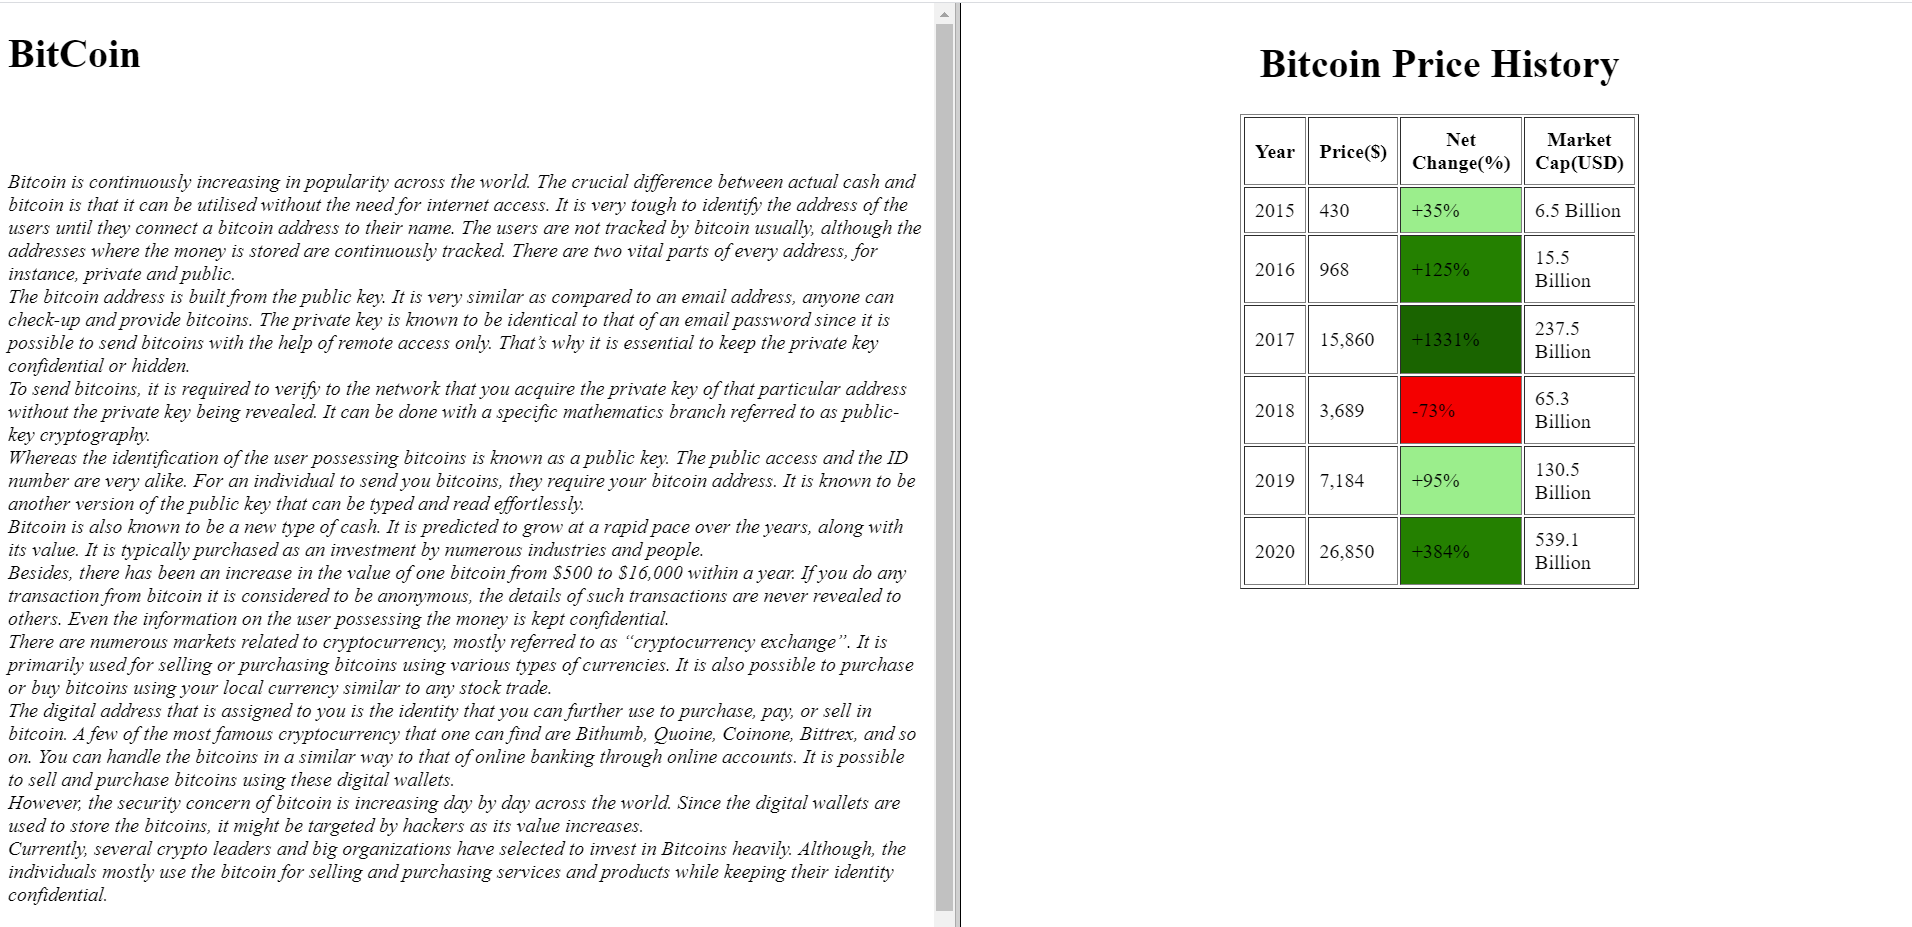 BitCoin
Bitcoin is continuously increasing in popularity across the world. The crucial difference between actual cash and
bitcoin is that it can be utilised without the need for internet access. It is very tough to identify the address of the
users until they connect a bitcoin address to their name. The users are not tracked by bitcoin usually, although the
addresses where the money is stored are continuously tracked. There are two vital parts of every address, for
instance, private and public.
The bitcoin address is built from the public key. It is very similar as compared to an email address, anyone can
check-up and provide bitcoins. The private key is known to be identical to that of an email password since it is
possible to send bitcoins with the help of remote access only. That’s why it is essential to keep the private key
confidential or hidden.
To send bitcoins, it is required to verify to the network that you acquire the private key of that particular address
without the private key being revealed. It can be done with a specific mathematics branch referred to as public-
key cryptography.
Whereas the identification of the user possessing bitcoins is known as a public key. The public access and the ID
number are very alike. For an individual to send you bitcoins, they require your bitcoin address. It is known to be
another version of the public key that can be typed and read effortlessly.
Bitcoin is also known to be a new type of cash. It is predicted to grow at a rapid pace over the years, along with
its value. It is typically purchased as an investment by numerous industries and people.
Besides, there has been an increase in the value of one bitcoin from $500 to $16,000 within a year. If you do any
transaction from bitcoin it is considered to be anonymous, the details of such transactions are never revealed to
others. Even the information on the user possessing the money is kept confidential.
There are numerous markets related to cryptocurrency, mostly referred to as “cryptocurrency exchange”. It is
primarily used for selling or purchasing bitcoins using various types of currencies. It is also possible to purchase
or buy bitcoins using your local currency similar to any stock trade.
The digital address that is assigned to you is the identity that you can further use to purchase, pay, or sell in
bitcoin. A few of the most famous cryptocurrency that one can find are Bithumb, Quoine, Coinone, Bittrex, and so
on. You can handle the bitcoins in a similar way to that of online banking through online accounts. It is possible
to sell and purchase bitcoins using these digital wallets.
However, the security concern of bitcoin is increasing day by day across the world. Since the digital wallets are
used to store the bitcoins, it might be targeted by hackers as its value increases.
Currently, several crypto leaders and big organizations have selected to invest in Bitcoins heavily. Although, the
individuals mostly use the bitcoin for selling and purchasing services and products while keeping their identity
confidential.
Bitcoin Price History
Year Price($) Net Change(%) Market Cap(USD)
2015 430 +35% 6.5 Billion
2016 968 +125% 15.5 Billion
2017 15,860 +1331% 237.5 Billion
2018 3,689 -73% 65.3 Billion
2019 7,184 +95% 130.5 Billion
2020 26,850 +384% 539.1 Billion